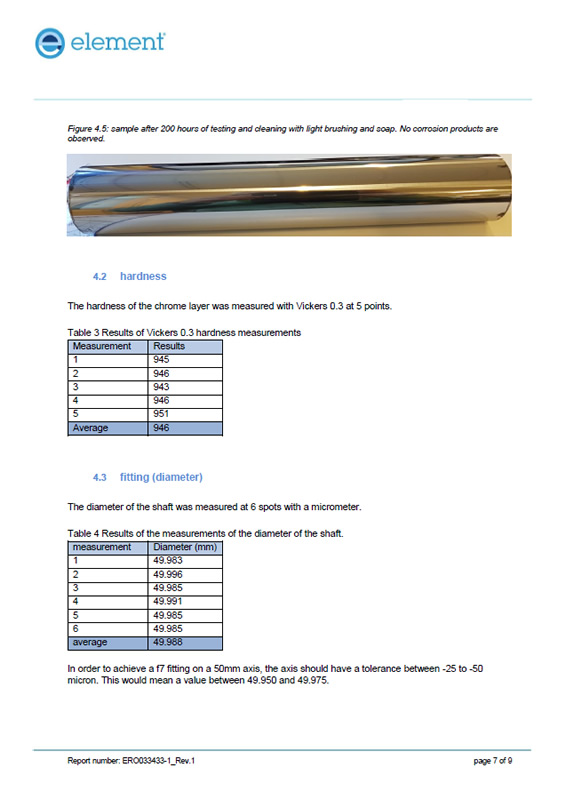 element
Figure 4.5: sample after 200 hours of testing and cleaning with light brushing and soap. No corrosion products are
observed.
4.2 hardness
The hardness of the chrome layer was measured with Vickers 0.3 at 5 points.
Table 3 Results of Vickers 0.3 hardness measurements
Measurement Results
1 945
2 946
3 943
4 946
5 951
Average 946
4.3 fitting (diameter)
The diameter of the shaft was measured at 6 spots with a micrometer.
Table 4 Results of the measurements of the diameter of the shaft.
measurement Diameter (mm)
1 49.983
2 49.996
3 49.985
4 49.991
5 49.985
6 49.985
average 49.988
In order to achieve a f7 fitting on a 50mm axis, the axis should have a tolerance between -25 to -50
micron. This would mean a value between 49.950 and 49.975.
Report number: ERO033433-1_Rev.1 page 7 of 9